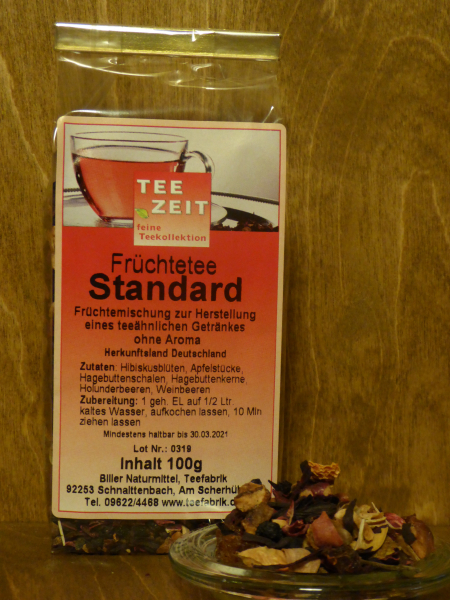 TEE
ZEIT
feine
Teekollektion
Früchtetee
Standard
Früchtemischung zur Herstellung
eines teeähnlichen Getränkes
ohne Aroma
Herkunftsland Deutschland
Zutaten: Hibiskusblüten, Apfelstücke,
Hagebuttenschalen, Hagebuttenkerne,
Holunderbeeren, Weinbeeren
Zubereitung: 1 geh. EL auf 1/2 Ltr.
kaltes Wasser, aufkochen lassen, 10 Min
ziehen lassen
Mindestens haltbar bis 30.03.2021
Lot Nr.: 0319
Inhalt 100g
Biller Naturmittel, Teefabrik
92253 Schnaittenbach, Am Scherhü
Tel. 09622/4468 www.teefabrik.d